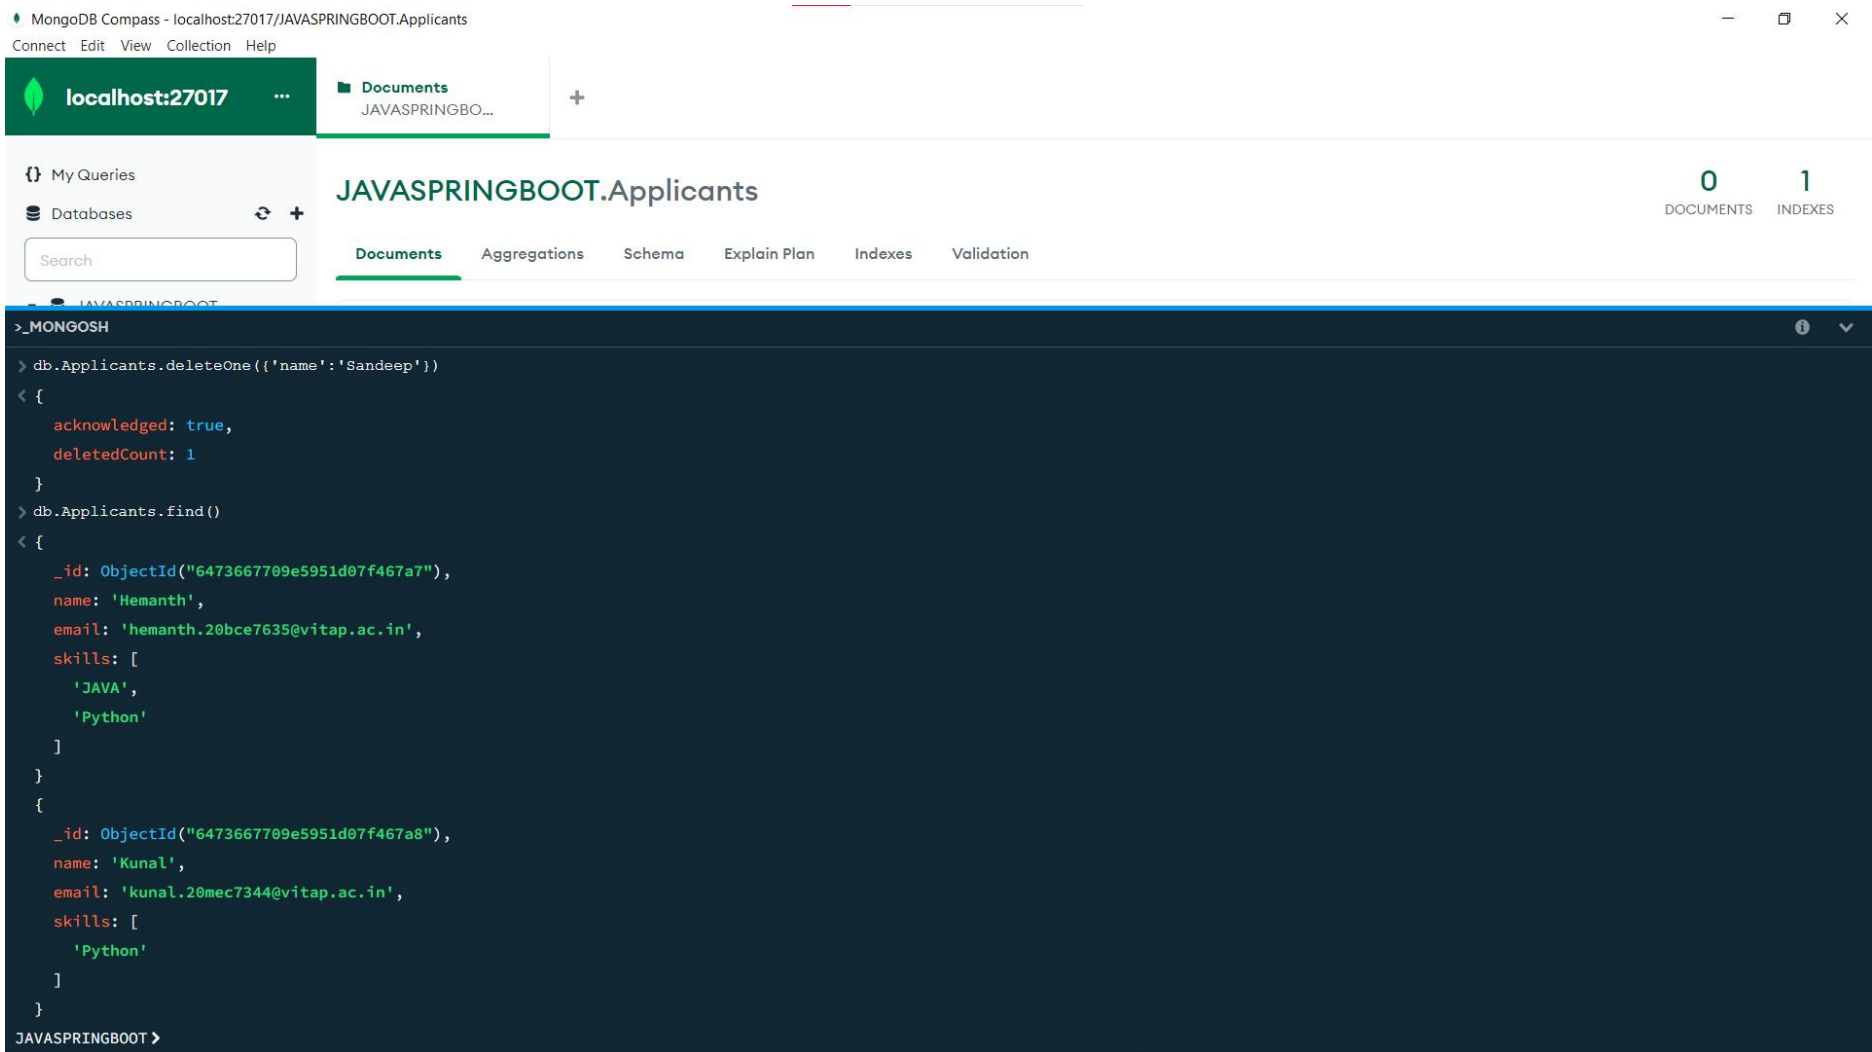 MongoDB Compass - localhost:27017/JAVASPRINGBOOT.Applicants
Connect Edit View Collection Help
localhost:27017 ...
Documents
JAVASPRINGBO...
{} My Queries
Databases
Search
JAVASPRINGBOOT
JAVASPRINGBOOT.Applicants
0
DOCUMENTS
1
INDEXES
Documents Aggregations Schema Explain Plan Indexes Validation
>_MONGOSH
> db.Applicants.deleteOne({'name':'Sandeep'})
< {
acknowledged: true,
deletedCount: 1
}
> db.Applicants.find()
< {
_id: ObjectId("6473667709e5951d07f467a7"),
name: 'Hemanth',
email: 'hemanth.20bce7635@vitap.ac.in',
skills: [
'JAVA',
'Python'
]
}
{
_id: ObjectId("6473667709e5951d07f467a8"),
name: 'Kunal',
email: 'kunal.20mec7344@vitap.ac.in',
skills: [
'Python'
]
}
JAVASPRINGBOOT>